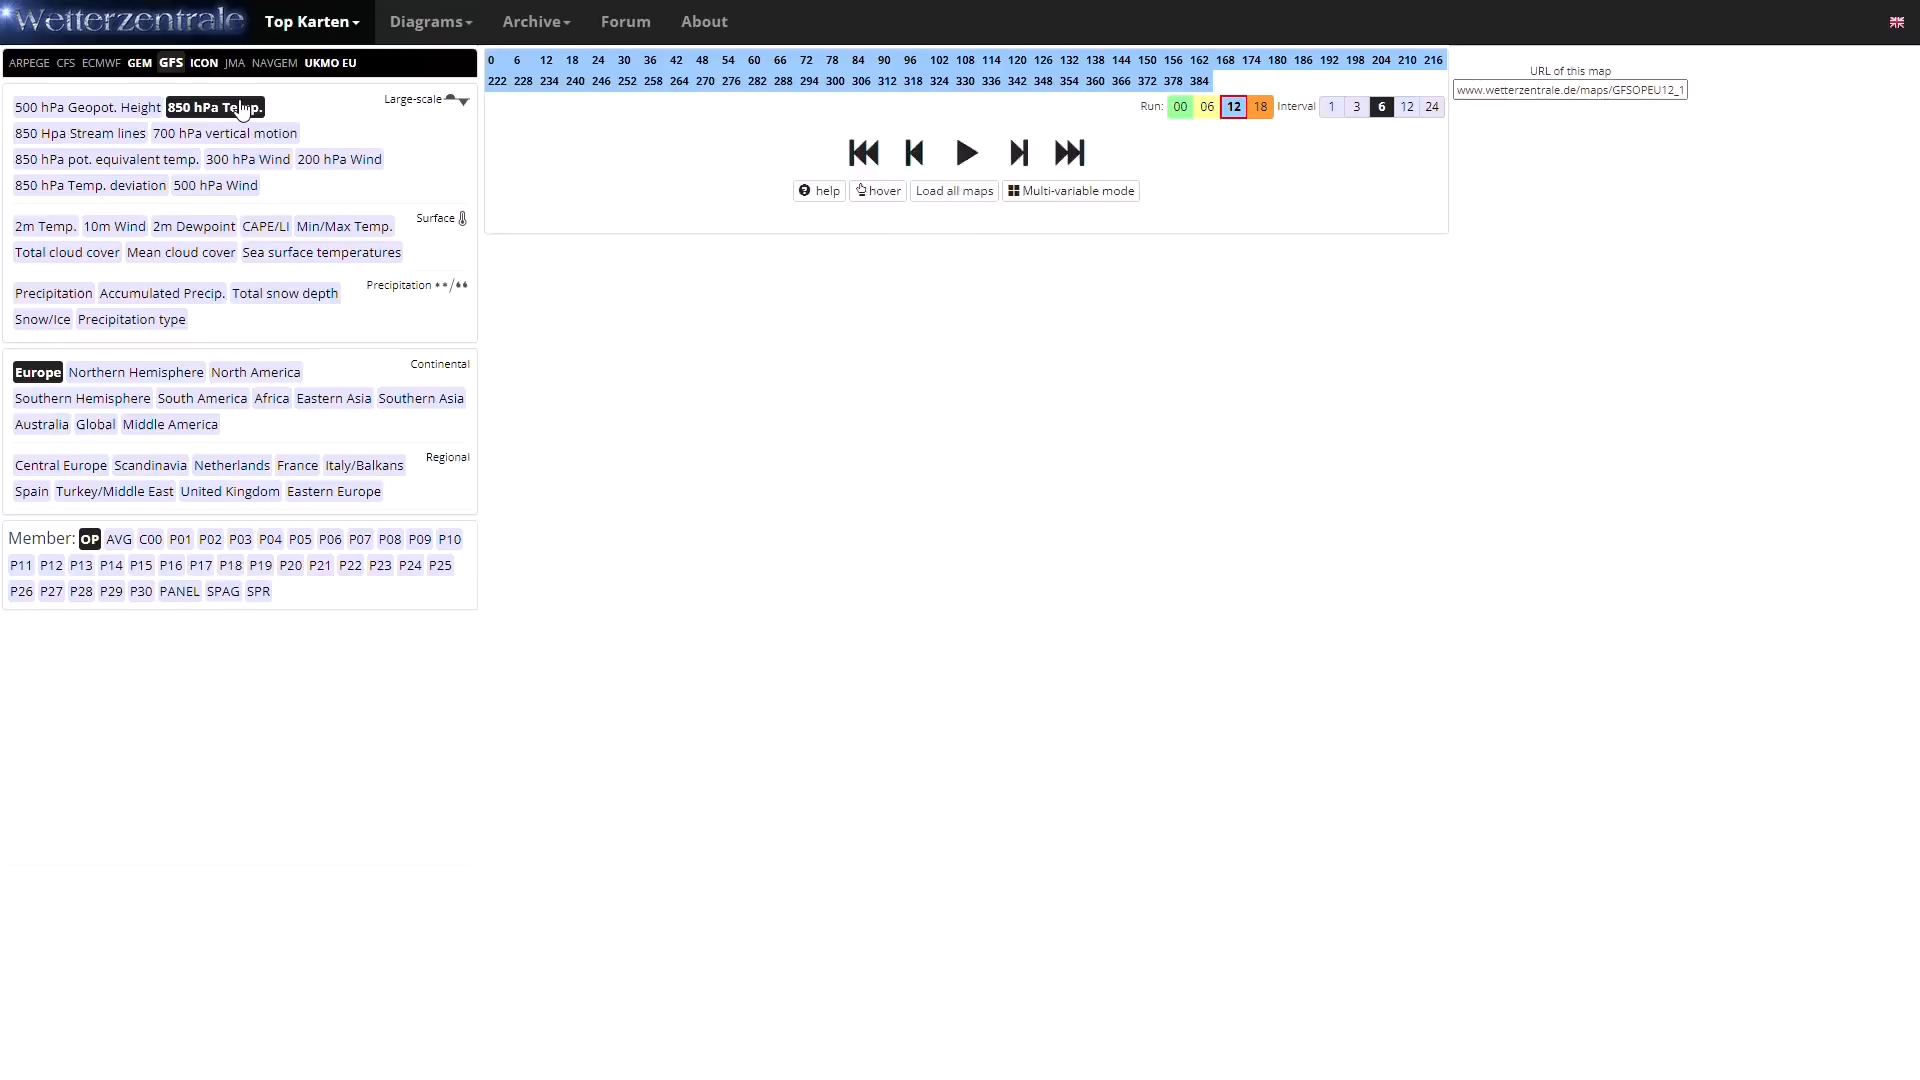 Wetterzentrale Top Karten Diagrams Archive Forum About
ARPEGE CFS ECMWF GEM GFS ICON JMA NAVGEM UKMO EU
Large-scale
500 hPa Geopot. Height 850 hPa Temp.
850 Hpa Stream lines 700 hPa vertical motion
850 hPa pot. equivalent temp. 300 hPa Wind 200 hPa Wind
850 hPa Temp. deviation 500 hPa Wind
Surface
2m Temp. 10m Wind 2m Dewpoint CAPE/LI Min/Max Temp.
Total cloud cover Mean cloud cover Sea surface temperatures
Precipitation **/
Precipitation Accumulated Precip. Total snow depth
Snow/Ice Precipitation type
Continental
Europe Northern Hemisphere North America
Southern Hemisphere South America Africa Eastern Asia Southern Asia
Australia Global Middle America
Regional
Central Europe Scandinavia Netherlands France Italy/Balkans
Spain Turkey/Middle East United Kingdom Eastern Europe
Member: OP AVG C00 P01 P02 P03 P04 P05 P06 P07 P08 P09 P10
P11 P12 P13 P14 P15 P16 P17 P18 P19 P20 P21 P22 P23 P24 P25
P26 P27 P28 P29 P30 PANEL SPAG SPR
0 6 12 18 24 30 36 42 48 54 60 66 72 78 84 90 96 102 108 114 120 126 132 138 144 150 156 162 168 174 180 186 192 198 204 210 216
222 228 234 240 246 252 258 264 270 276 282 288 294 300 306 312 318 324 330 336 342 348 354 360 366 372 378 384
Run: 00 06 12 18 Interval 1 3 6 12 24
help hover Load all maps Multi-variable mode
URL of this map
www.wetterzentrale.de/maps/GFSOPEU12_1